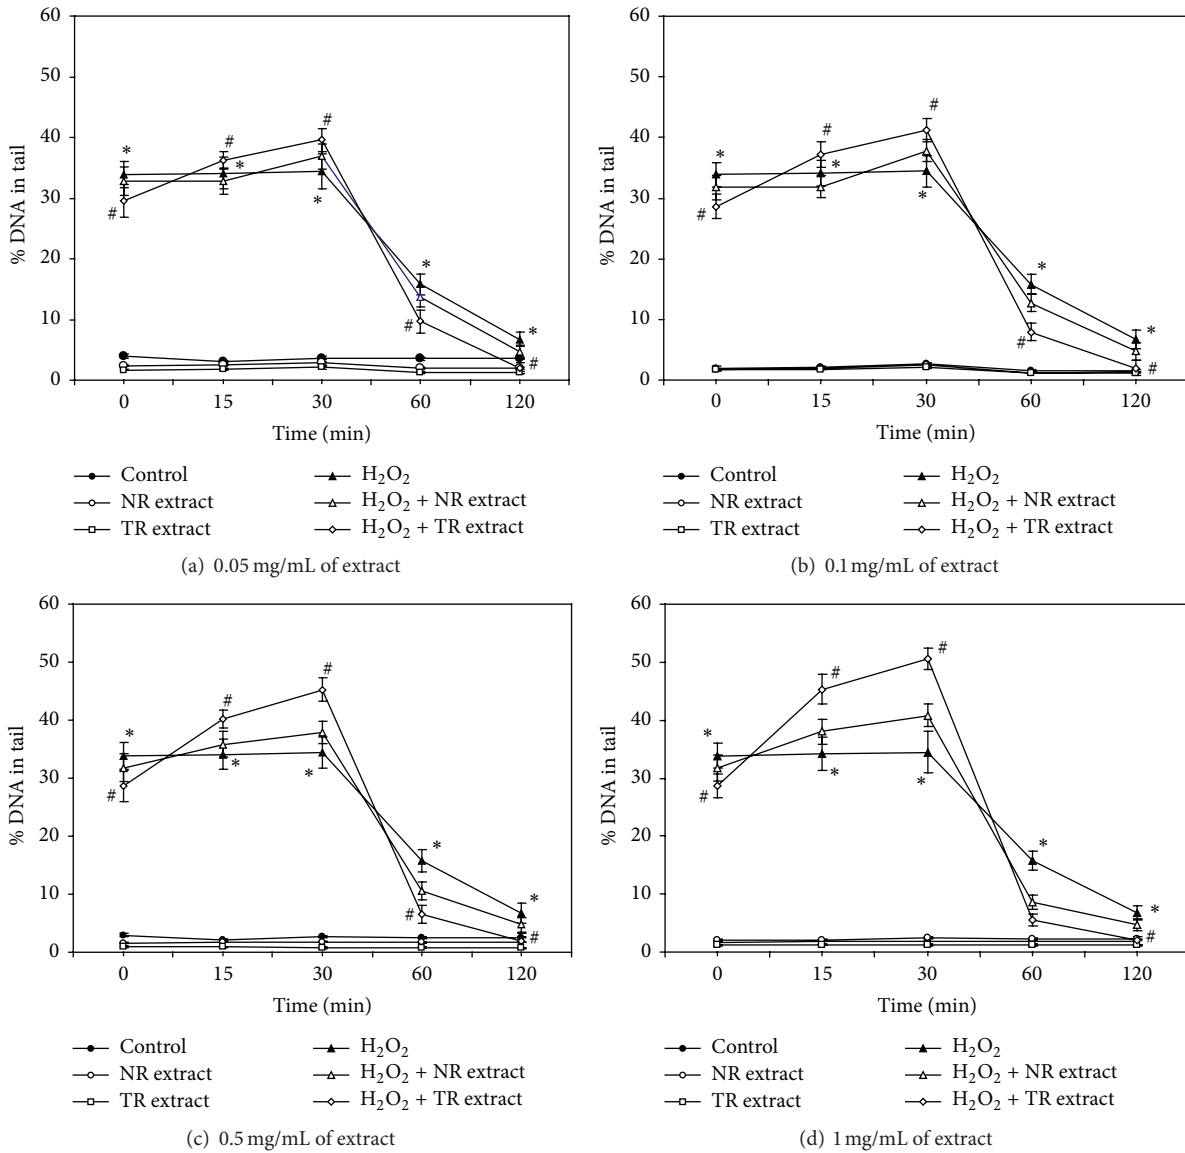 60
50
40
30
20
10
0
% DNA in tail
* # # * # * * # * #
0 15 30 60 120
Time (min)
Control
NR extract
TR extract
H₂O₂
H₂O₂ + NR extract
H₂O₂ + TR extract
(a) 0.05 mg/mL of extract
60
50
40
30
20
10
0
% DNA in tail
* # # * # * * # * #
0 15 30 60 120
Time (min)
Control
NR extract
TR extract
H₂O₂
H₂O₂ + NR extract
H₂O₂ + TR extract
(b) 0.1 mg/mL of extract
60
50
40
30
20
10
0
% DNA in tail
* # # * # * * # * #
0 15 30 60 120
Time (min)
Control
NR extract
TR extract
H₂O₂
H₂O₂ + NR extract
H₂O₂ + TR extract
(c) 0.5 mg/mL of extract
60
50
40
30
20
10
0
% DNA in tail
* # # * # * * * #
0 15 30 60 120
Time (min)
Control
NR extract
TR extract
H₂O₂
H₂O₂ + NR extract
H₂O₂ + TR extract
(d) 1 mg/mL of extract